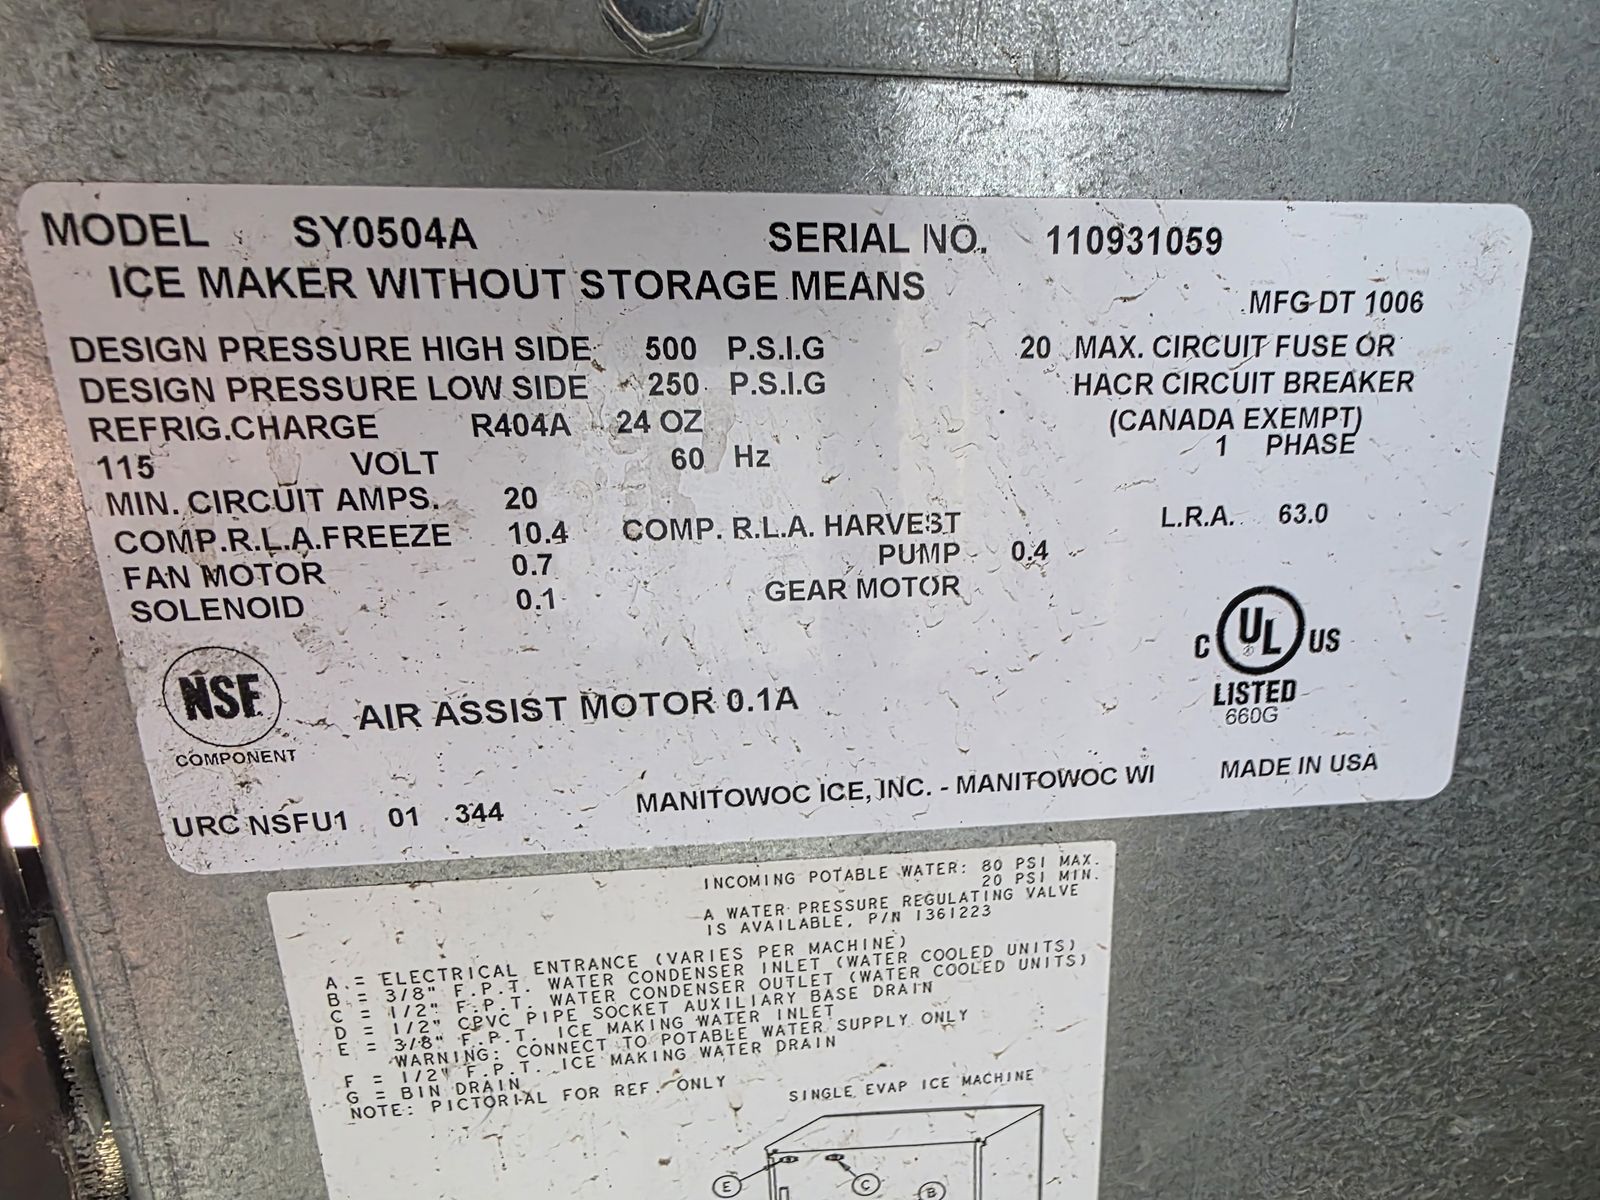 MODEL SY0504A SERIAL NO. 110931059
ICE MAKER WITHOUT STORAGE MEANS
MFG DT 1006
DESIGN PRESSURE HIGH SIDE 500 P.S.I.G 20 MAX. CIRCUIT FUSE OR
DESIGN PRESSURE LOW SIDE 250 P.S.I.G HACR CIRCUIT BREAKER
REFRIG.CHARGE R404A 24 OZ (CANADA EXEMPT)
115 VOLT 60 Hz 1 PHASE
MIN. CIRCUIT AMPS. 20
COMP.R.L.A.FREEZE 10.4 COMP. R.L.A. HARVEST L.R.A. 63.0
FAN MOTOR 0.7 PUMP 0.4
SOLENOID 0.1 GEAR MOTOR
C UL US
LISTED
660G
NSF
COMPONENT
AIR ASSIST MOTOR 0.1A
URC NSFU1 01 344 MANITOWOC ICE, INC. - MANITOWOC WI MADE IN USA
INCOMING POTABLE WATER: 80 PSI MAX.
20 PSI MIN.
A WATER PRESSURE REGULATING VALVE
IS AVAILABLE, P/N 1361223
A = ELECTRICAL ENTRANCE (VARIES PER MACHINE)
B = 3/8" F.P.T. WATER CONDENSER INLET (WATER COOLED UNITS)
C = 1/2" F.P.T. WATER CONDENSER OUTLET (WATER COOLED UNITS)
D = 1/2" CPVC PIPE SOCKET AUXILIARY BASE DRAIN
E = 3/8" F.P.T. ICE MAKING WATER INLET
WARNING: CONNECT TO POTABLE WATER SUPPLY ONLY
F = 1/2" F.P.T. ICE MAKING WATER DRAIN
G = BIN DRAIN
NOTE: PICTORIAL FOR REF. ONLY
SINGLE EVAP ICE MACHINE
E C B